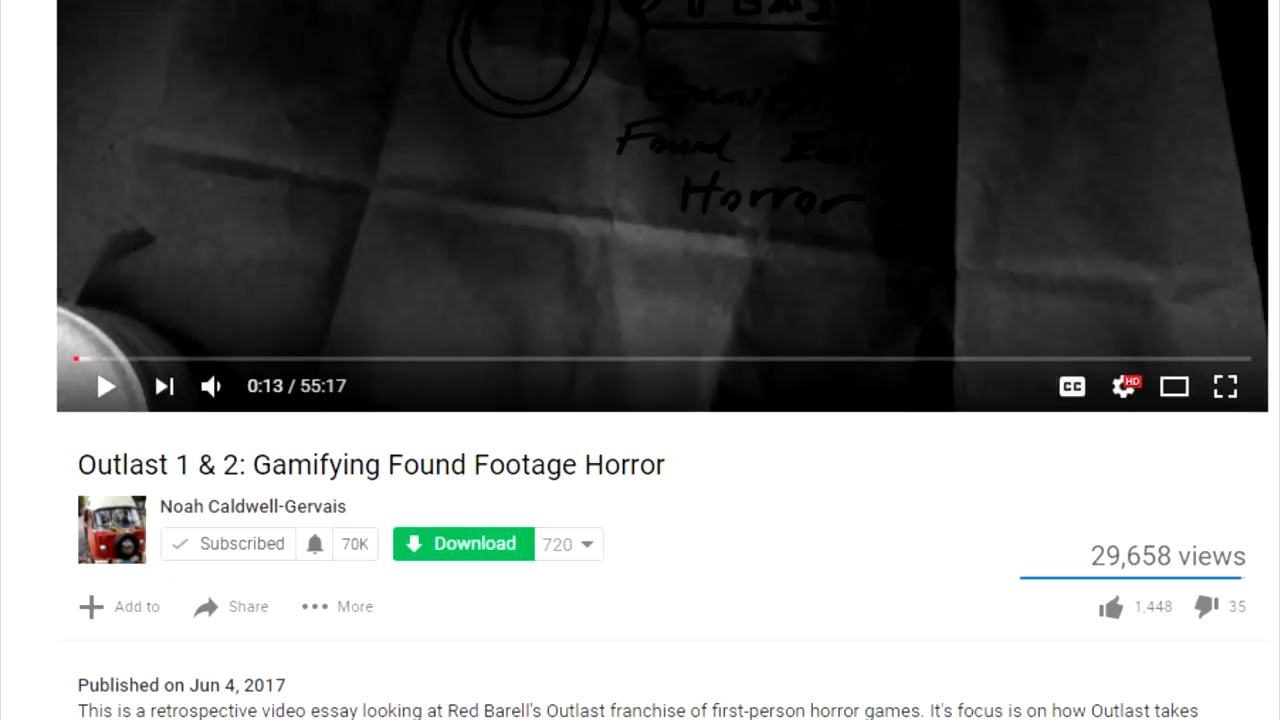 Found
Horror
0:13 / 55:17
CC
HD
Outlast 1 & 2: Gamifying Found Footage Horror
Noah Caldwell-Gervais
Subscribed
70K
Download
720
29,658 views
Add to
Share
More
1,448
35
Published on Jun 4, 2017
This is a retrospective video essay looking at Red Barell's Outlast franchise of first-person horror games. It's focus is on how Outlast takes